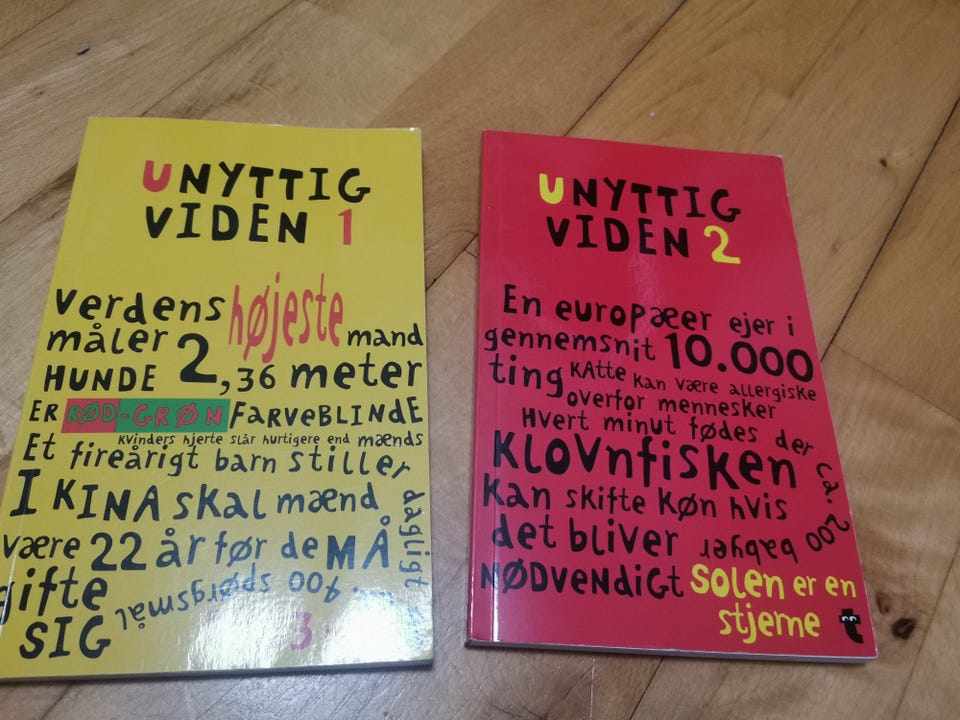 UNYTTIG
VIDEN 1
verdens højeste
måler 2,36 meter mand
HUNDE
ER RØD-GRØN FARVEBLINDE
Kvinders hjerte slår hurtigere end mænds
Et fireårigt barn stiller
dagligt
400 spørgsmål
I KINA skal mænd
være 22 år før de MÅ
gifte
SIG
3
UNYTTIG
VIDEN 2
En europæer ejer i
gennemsnit 10.000
ting
Katte kan være allergiske
overfor mennesker
Hvert minut fødes der
ca. 200
babyer
Klovnfisken
kan skifte køn hvis
det bliver
NØDVENDIGT
Solen er en
stjerne
t